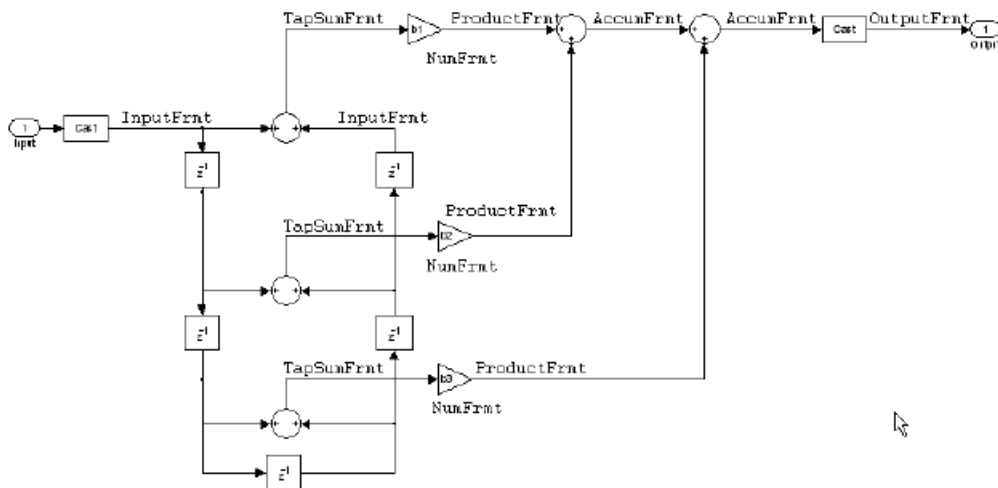 TapSumFrmt
b1
ProductFrmt
AccumFrmt
AccumFrmt
Cast
OutputFrmt
1
output
NumFrmt
1
Input
Cast
InputFrmt
InputFrmt
z-1
z-1
TapSumFrmt
b2
ProductFrmt
NumFrmt
z-1
z-1
TapSumFrmt
b3
ProductFrmt
NumFrmt
z-1